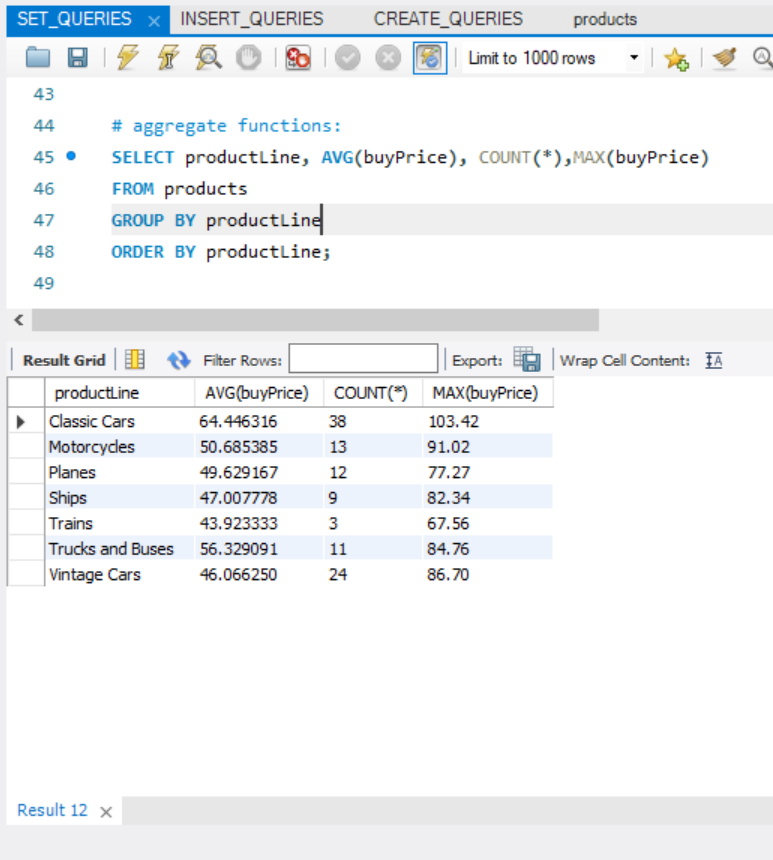 SET_QUERIES × INSERT_QUERIES CREATE_QUERIES products
Limit to 1000 rows
43
44 # aggregate functions:
45 SELECT productLine, AVG(buyPrice), COUNT(*),MAX(buyPrice)
46 FROM products
47 GROUP BY productLine
48 ORDER BY productLine;
49
Result Grid Filter Rows: Export: Wrap Cell Content: IA
productLine AVG(buyPrice) COUNT(*) MAX(buyPrice)
Classic Cars 64.446316 38 103.42
Motorcycles 50.685385 13 91.02
Planes 49.629167 12 77.27
Ships 47.007778 9 82.34
Trains 43.923333 3 67.56
Trucks and Buses 56.329091 11 84.76
Vintage Cars 46.066250 24 86.70
Result 12 ×